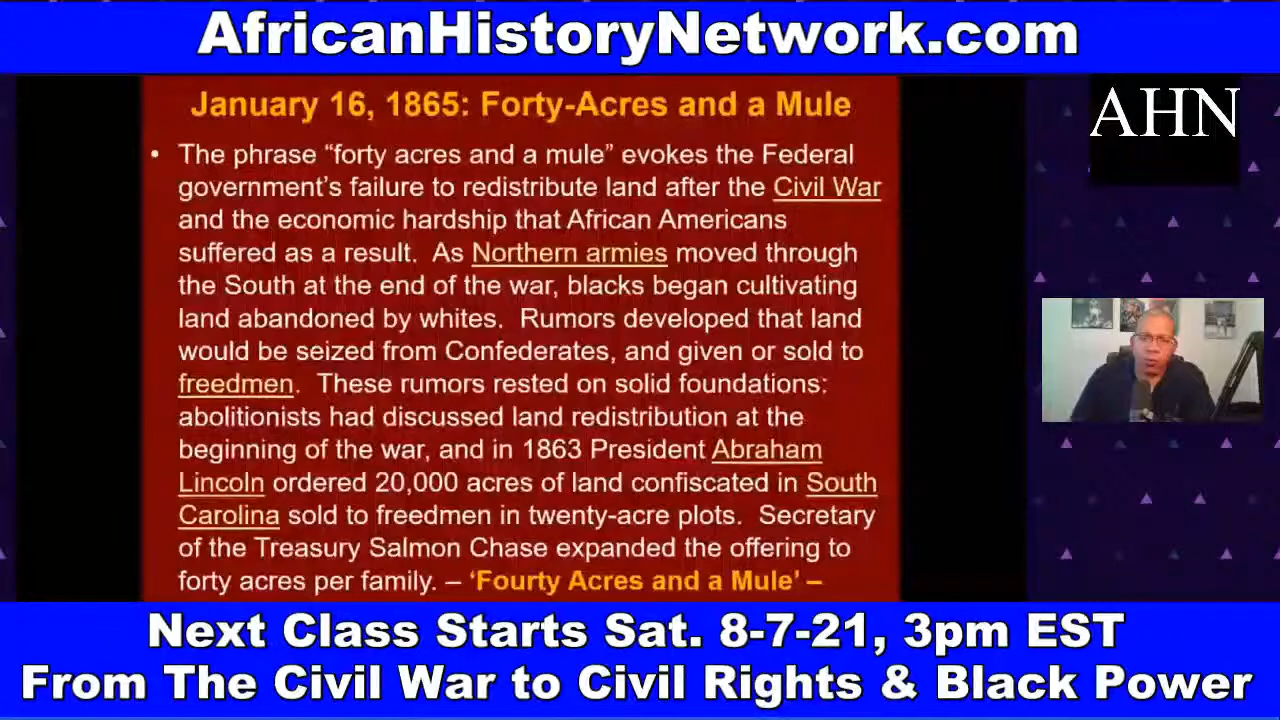 AfricanHistoryNetwork.com
January 16, 1865: Forty-Acres and a Mule
AHN
• The phrase “forty acres and a mule” evokes the Federal
government’s failure to redistribute land after the Civil War
and the economic hardship that African Americans
suffered as a result. As Northern armies moved through
the South at the end of the war, blacks began cultivating
land abandoned by whites. Rumors developed that land
would be seized from Confederates, and given or sold to
freedmen. These rumors rested on solid foundations:
abolitionists had discussed land redistribution at the
beginning of the war, and in 1863 President Abraham
Lincoln ordered 20,000 acres of land confiscated in South
Carolina sold to freedmen in twenty-acre plots. Secretary
of the Treasury Salmon Chase expanded the offering to
forty acres per family. – ‘Fourty Acres and a Mule’ –
Next Class Starts Sat. 8-7-21, 3pm EST
From The Civil War to Civil Rights & Black Power